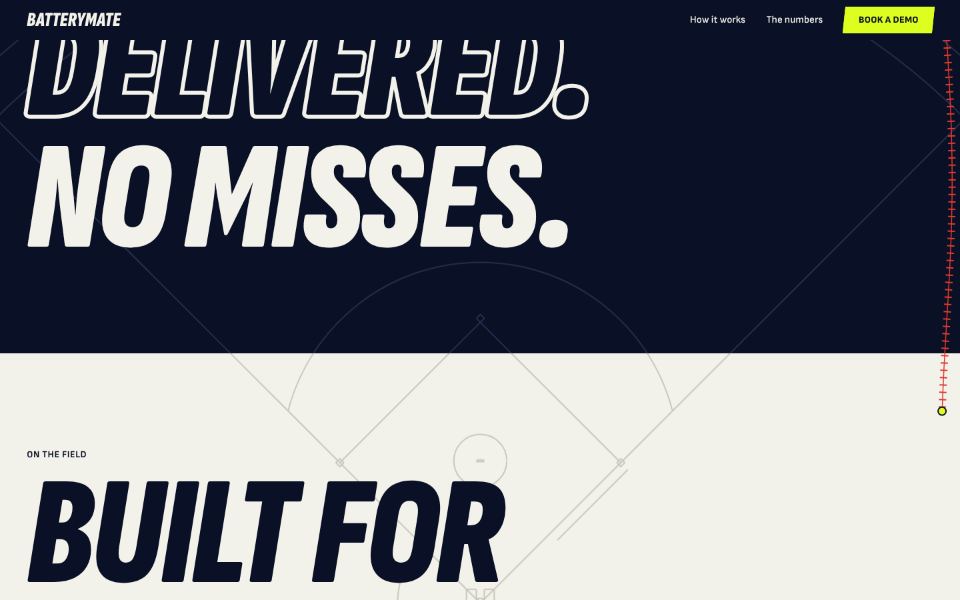 BATTERYMATE
How it works
The numbers
BOOK A DEMO
DELIVERED.
NO MISSES.
ON THE FIELD
BUILT FOR